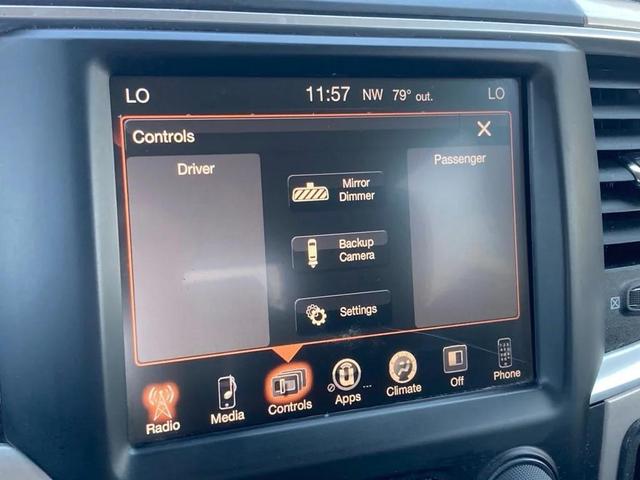 LO 11:57 NW 79° out. LO
Controls
Driver
Passenger
Mirror
Dimmer
Backup
Camera
Settings
Radio
Media
Controls
Apps ...
Climate
Off
Phone